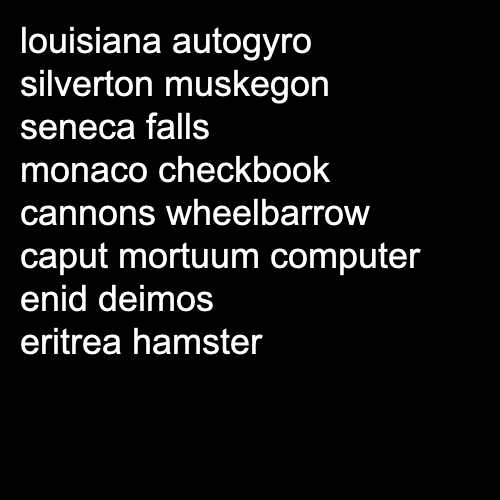 louisiana autogyro
silverton muskegon
seneca falls
monaco checkbook
cannons wheelbarrow
caput mortuum computer
enid deimos
eritrea hamster